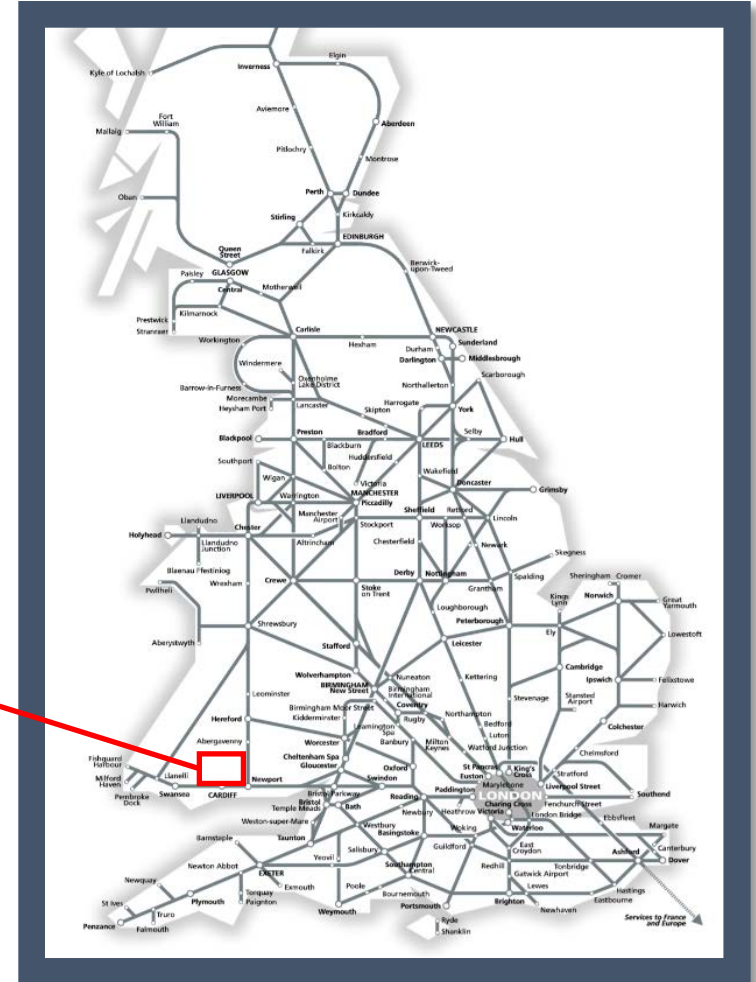 Elgin
Inverness
Kyle of Lochalsh
Aviemore
Fort
William
Aberdeen
Mallaig
Pitlochry
Montrose
Perth
Dundee
Oban
Stirling
Kirkcaldy
EDINBURGH
Queen
Street
Falkirk
Berwick-
upon-Tweed
Paisley
GLASGOW
Central
Motherwell
Kilmarnock
Prestwick
Stranraer
Carlisle
NEWCASTLE
Workington
Hexham
Sunderland
Durham
Darlington
Middlesbrough
Windermere
Scarborough
Oxenholme
Lake District
Northallerton
Barrow-in-Furness
Morecambe
Heysham Port
Lancaster
Harrogate
Skipton
York
Blackpool
Preston
Bradford
Selby
Blackburn
LEEDS
Hull
Huddersfield
Southport
Bolton
Wakefield
Wigan
Victoria
Doncaster
LIVERPOOL
Warrington
MANCHESTER
Piccadilly
Grimsby
Manchester
Airport
Sheffield
Retford
Llandudno
Stockport
Worksop
Lincoln
Holyhead
Chester
Llandudno
Junction
Altrincham
Chesterfield
Newark
Skegness
Blaenau Ffestiniog
Derby
Nottingham
Spalding
Sheringham
Cromer
Pwllheli
Wrexham
Crewe
Stoke
on Trent
Grantham
Kings
Lynn
Norwich
Great
Yarmouth
Loughborough
Shrewsbury
Peterborough
Ely
Lowestoft
Aberystwyth
Stafford
Leicester
Cambridge
Wolverhampton
Nuneaton
Kettering
Ipswich
Felixstowe
BIRMINGHAM
New Street
Birmingham
International
Leominster
Stevenage
Stansted
Airport
Birmingham Moor Street
Coventry
Harwich
Hereford
Kidderminster
Rugby
Northampton
Bedford
Colchester
Leamington
Spa
Abergavenny
Worcester
Banbury
Milton
Keynes
Luton
Watford Junction
Chelmsford
Fishguard
Harbour
Cheltenham Spa
Gloucester
Oxford
St Pancras
Euston
King's
Cross
Stratford
Llanelli
Milford
Haven
Newport
Swindon
Marylebone
Liverpool Street
Pembroke
Dock
Swansea
CARDIFF
Bristol Parkway
Reading
Paddington
LONDON
Southend
Bristol
Temple Meads
Bath
Charing Cross
Fenchurch Street
Newbury
Heathrow
Victoria
London Bridge
Ebbsfleet
Weston-super-Mare
Westbury
Waterloo
Margate
Basingstoke
Woking
Barnstaple
Taunton
East
Croydon
Canterbury
Salisbury
Guildford
Ashford
Newton Abbot
Yeovil
Southampton
Central
Redhill
Tonbridge
Dover
EXETER
Gatwick Airport
Newquay
Exmouth
Poole
Lewes
Torquay
Paignton
Bournemouth
Hastings
St Ives
Plymouth
Eastbourne
Truro
Weymouth
Portsmouth
Brighton
Newhaven
Penzance
Falmouth
Ryde
Shanklin
Services to France
and Europe